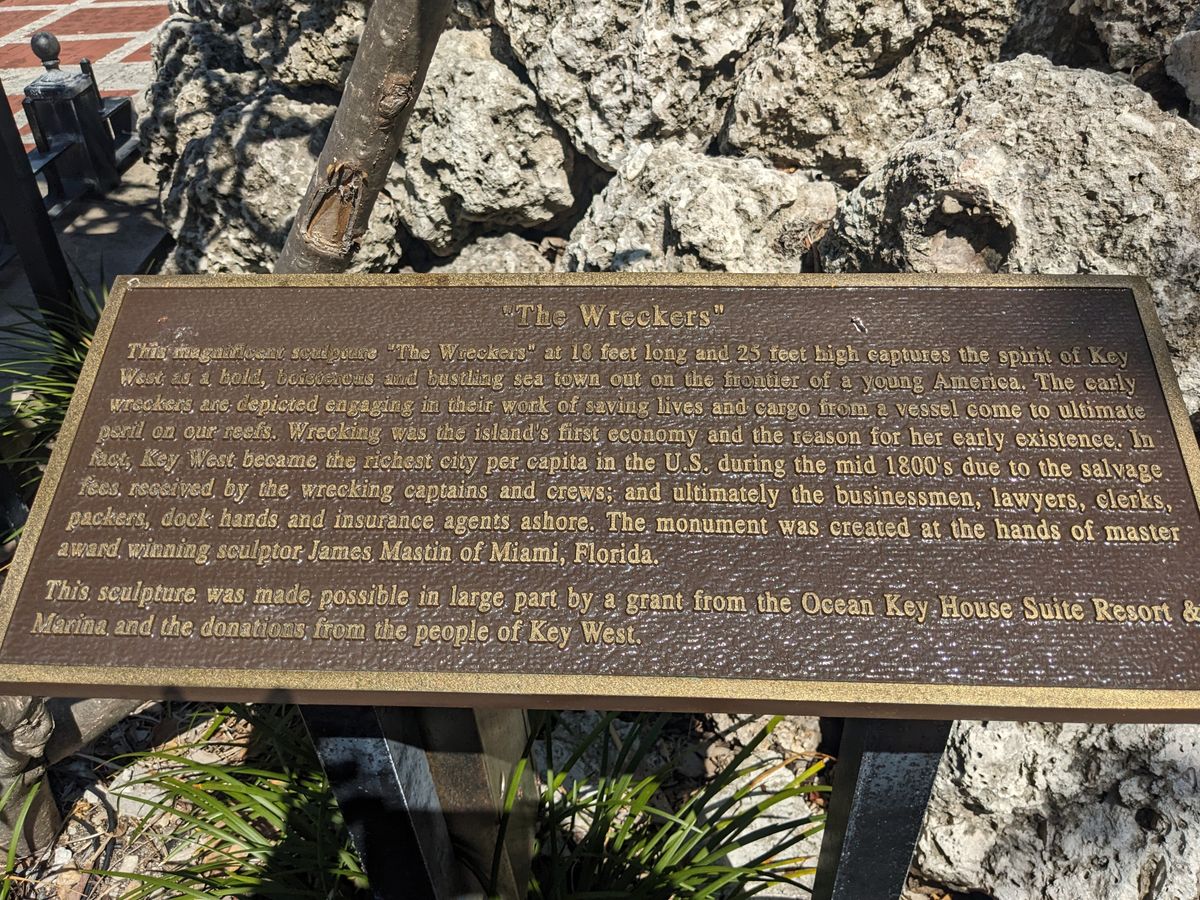 "The Wreckers"
This magnificent sculpture "The Wreckers" at 18 feet long and 25 feet high captures the spirit of Key
West as a bold, boisterous and bustling sea town out on the frontier of a young America. The early
wreckers are depicted engaging in their work of saving lives and cargo from a vessel come to ultimate
peril on our reefs. Wrecking was the island's first economy and the reason for her early existence. In
fact, Key West became the richest city per capita in the U.S. during the mid 1800's due to the salvage
fees received by the wrecking captains and crews; and ultimately the businessmen, lawyers, clerks,
packers, dock hands and insurance agents ashore. The monument was created at the hands of master
award winning sculptor James Mastin of Miami, Florida.
This sculpture was made possible in large part by a grant from the Ocean Key House Suite Resort &
Marina and the donations from the people of Key West.